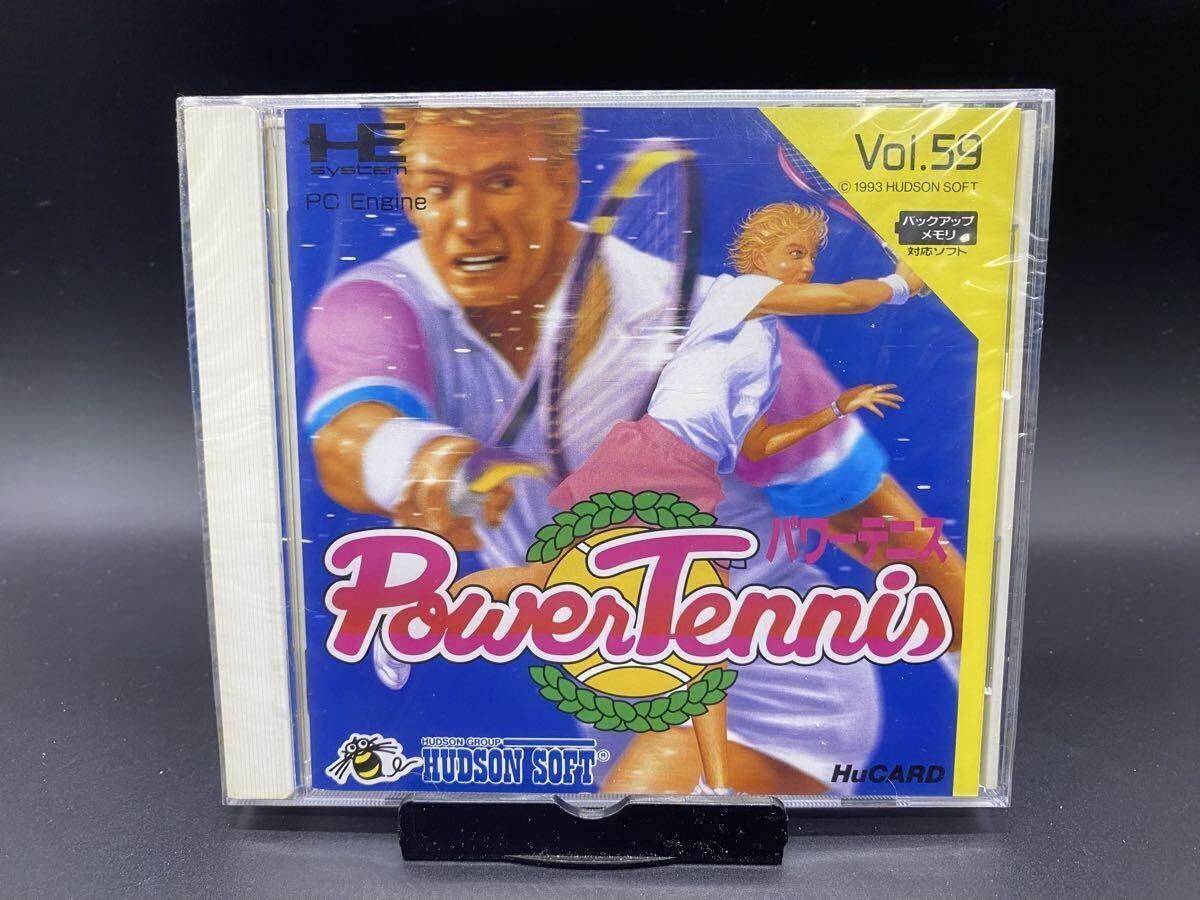 HE
system
PC Engine
Vol.59
© 1993 HUDSON SOFT
バックアップ
メモリ
対応ソフト
パワーテニス
PowerTennis
HUDSON GROUP
HUDSON SOFT®
HuCARD